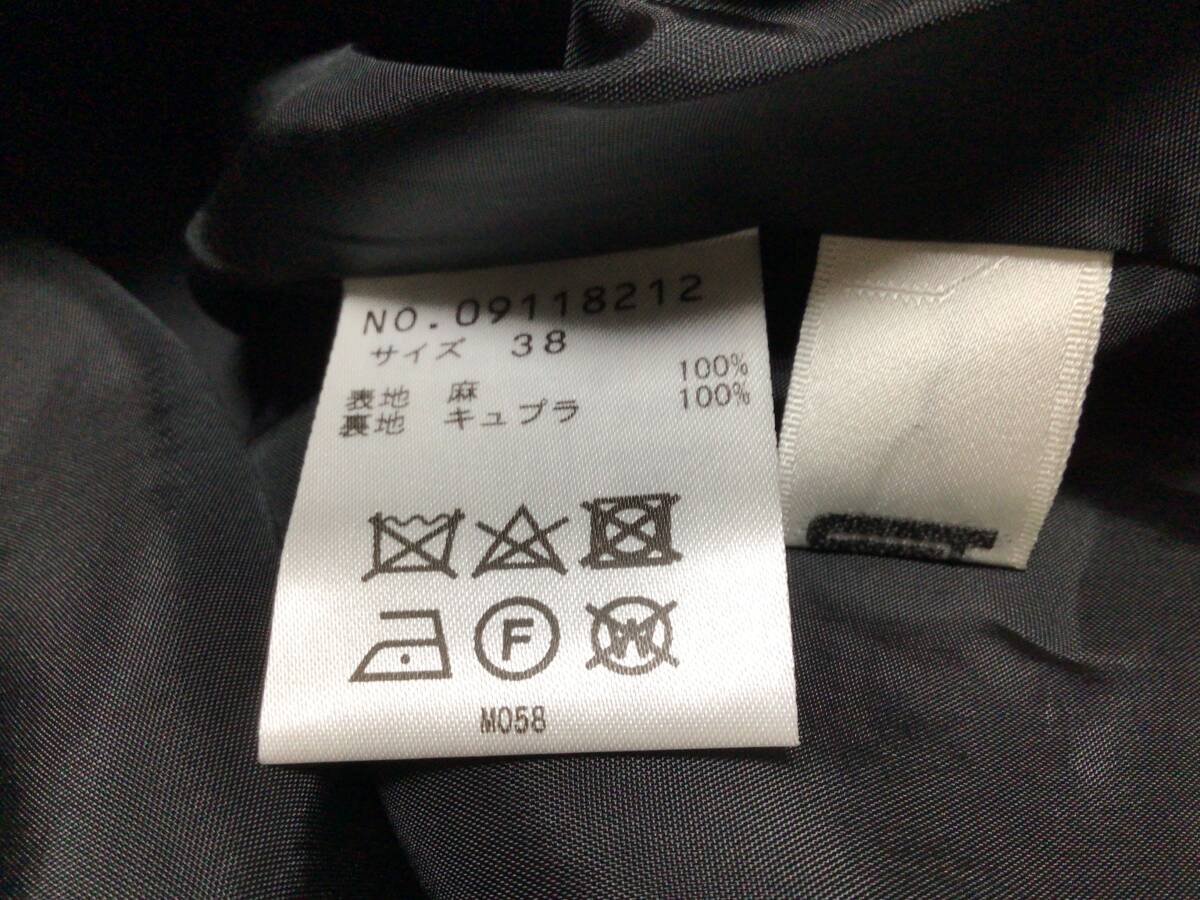 NO.09118212
サイズ 38
表地 麻 100%
裏地 キュプラ 100%
F
W
M058